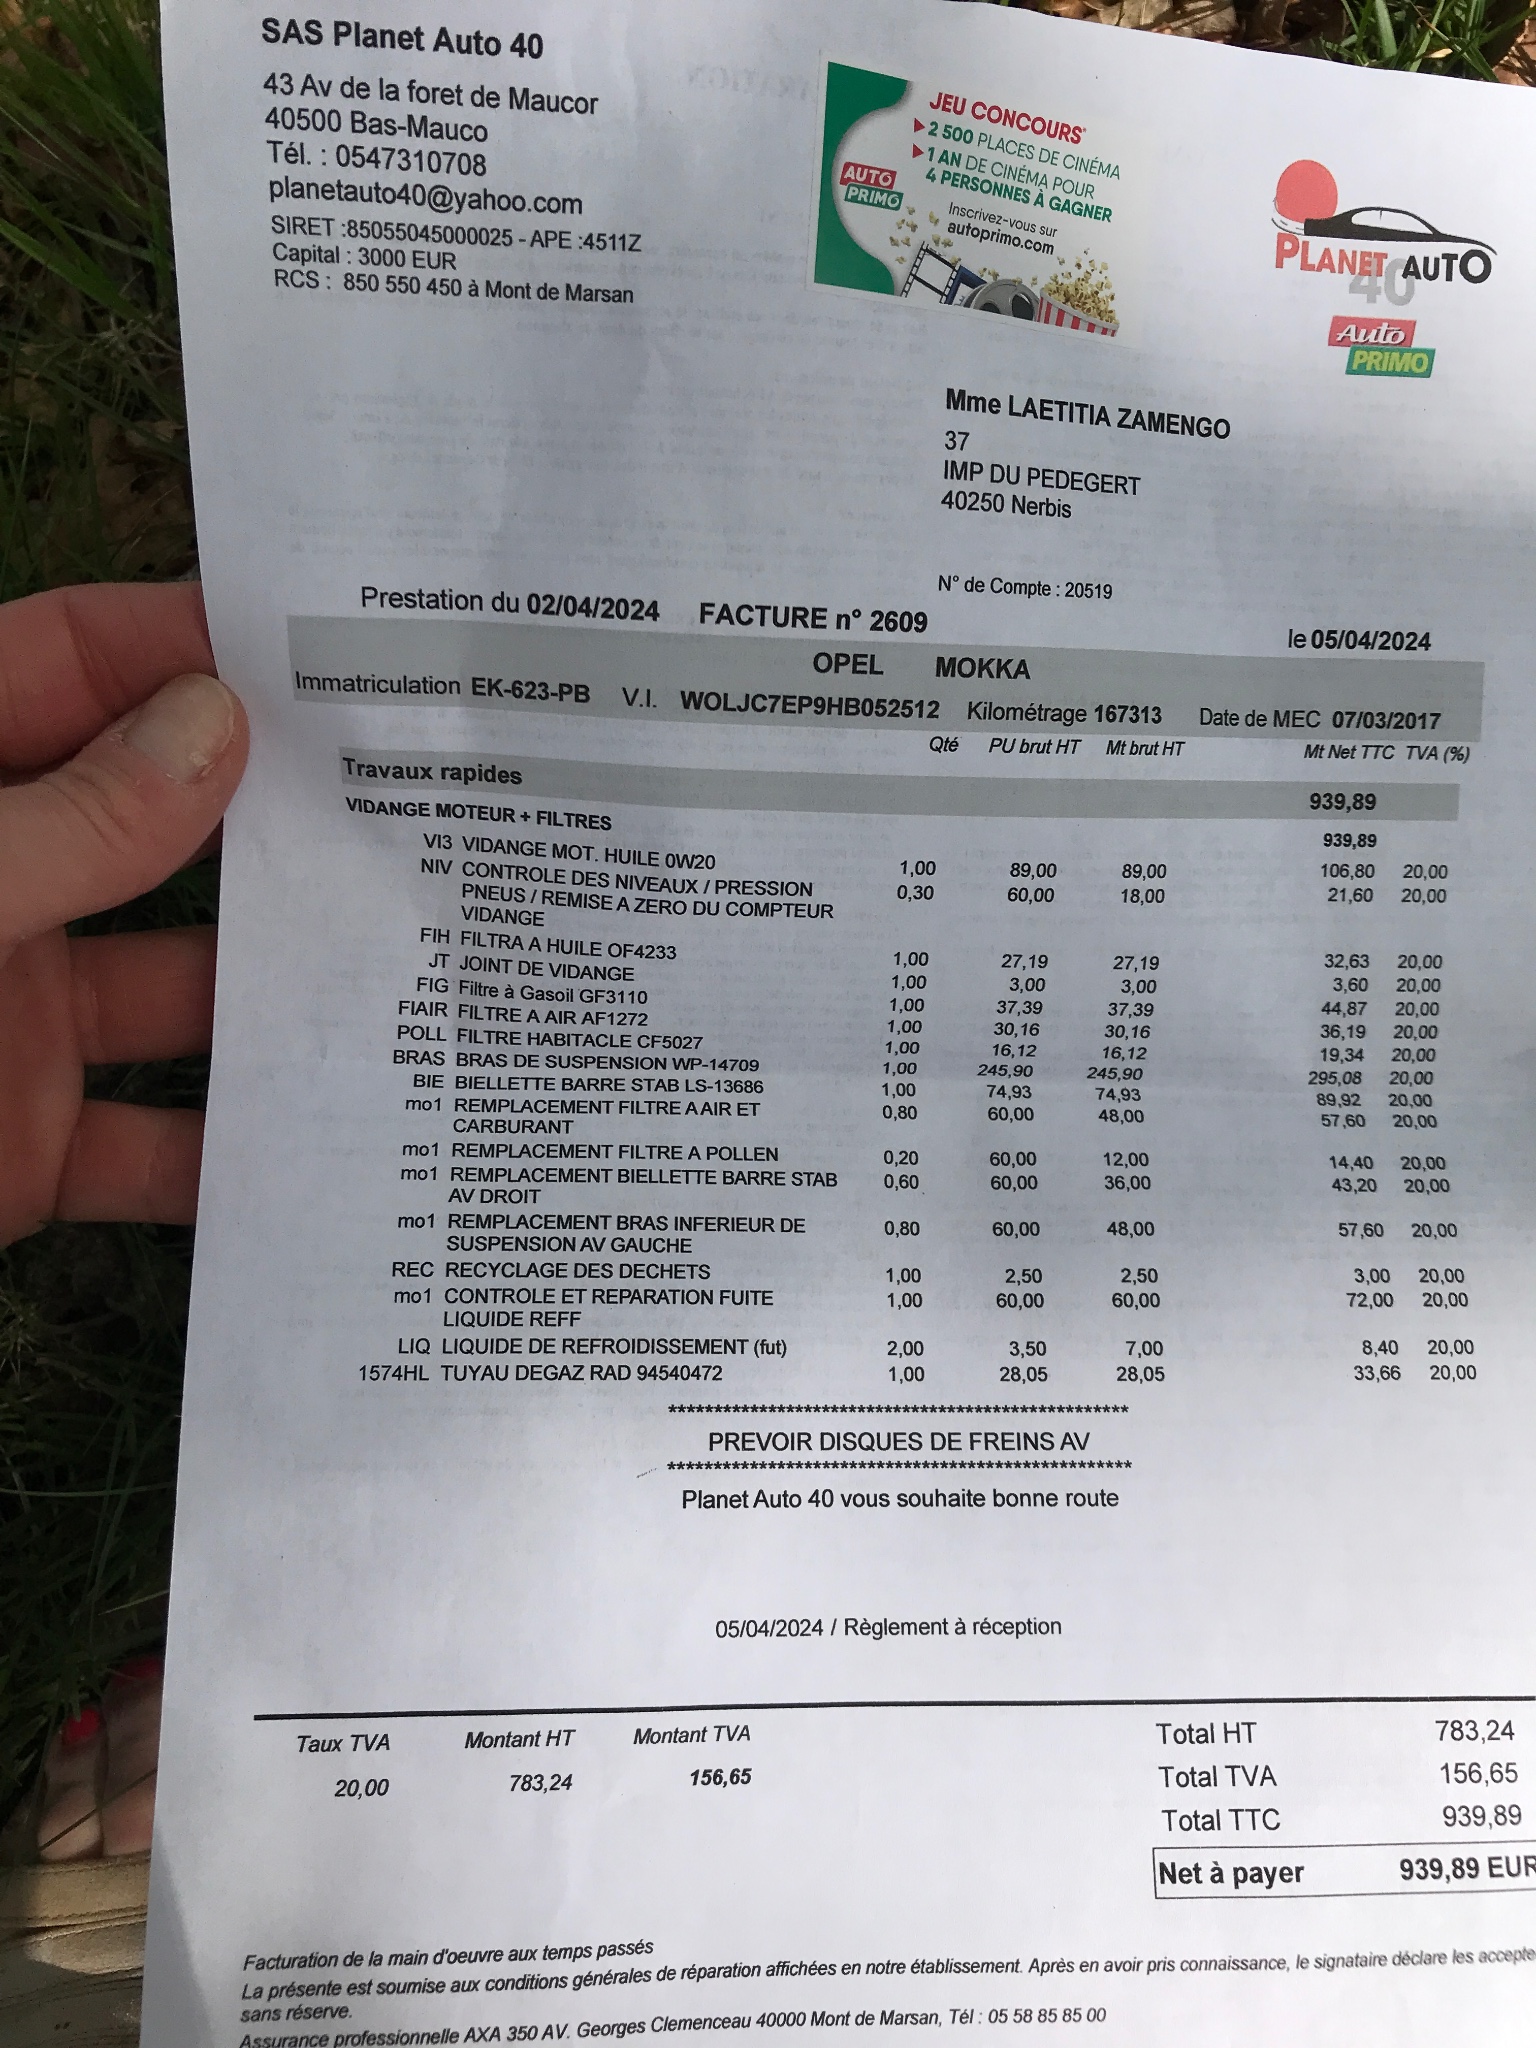 SAS Planet Auto 40
43 Av de la foret de Maucor
40500 Bas-Mauco
Tél. : 0547310708
planetauto40@yahoo.com
SIRET :85055045000025 - APE :4511Z
Capital : 3000 EUR
RCS : 850 550 450 à Mont de Marsan
JEU CONCOURS*
2 500 PLACES DE CINÉMA
1 AN DE CINÉMA POUR
4 PERSONNES À GAGNER
AUTO
PRIMO
Inscrivez-vous sur
autoprimo.com
PLANET AUTO
40
Auto
PRIMO
Mme LAETITIA ZAMENGO
37
IMP DU PEDEGERT
40250 Nerbis
N° de Compte : 20519
Prestation du 02/04/2024 FACTURE n° 2609 le 05/04/2024
OPEL MOKKA
Immatriculation EK-623-PB V.I. WOLJC7EP9HB052512 Kilométrage 167313 Date de MEC 07/03/2017
Qté PU brut HT Mt brut HT Mt Net TTC TVA (%)
Travaux rapides 939,89
VIDANGE MOTEUR + FILTRES 939,89
VI3 VIDANGE MOT. HUILE 0W20 1,00 89,00 89,00 106,80 20,00
NIV CONTROLE DES NIVEAUX / PRESSION 0,30 60,00 18,00 21,60 20,00
PNEUS / REMISE A ZERO DU COMPTEUR
VIDANGE
FIH FILTRA A HUILE OF4233 1,00 27,19 27,19 32,63 20,00
JT JOINT DE VIDANGE 1,00 3,00 3,00 3,60 20,00
FIG Filtre à Gasoil GF3110 1,00 37,39 37,39 44,87 20,00
FIAIR FILTRE A AIR AF1272 1,00 30,16 30,16 36,19 20,00
POLL FILTRE HABITACLE CF5027 1,00 16,12 16,12 19,34 20,00
BRAS BRAS DE SUSPENSION WP-14709 1,00 245,90 245,90 295,08 20,00
BIE BIELLETTE BARRE STAB LS-13686 1,00 74,93 74,93 89,92 20,00
mo1 REMPLACEMENT FILTRE A AIR ET 0,80 60,00 48,00 57,60 20,00
CARBURANT
mo1 REMPLACEMENT FILTRE A POLLEN 0,20 60,00 12,00 14,40 20,00
mo1 REMPLACEMENT BIELLETTE BARRE STAB 0,60 60,00 36,00 43,20 20,00
AV DROIT
mo1 REMPLACEMENT BRAS INFERIEUR DE 0,80 60,00 48,00 57,60 20,00
SUSPENSION AV GAUCHE
REC RECYCLAGE DES DECHETS 1,00 2,50 2,50 3,00 20,00
mo1 CONTROLE ET REPARATION FUITE 1,00 60,00 60,00 72,00 20,00
LIQUIDE REFF
LIQ LIQUIDE DE REFROIDISSEMENT (fut) 2,00 3,50 7,00 8,40 20,00
1574HL TUYAU DEGAZ RAD 94540472 1,00 28,05 28,05 33,66 20,00
**************************************************
PREVOIR DISQUES DE FREINS AV
**************************************************
Planet Auto 40 vous souhaite bonne route
05/04/2024 / Règlement à réception
Taux TVA Montant HT Montant TVA
20,00 783,24 156,65
Total HT 783,24
Total TVA 156,65
Total TTC 939,89
Net à payer 939,89 EUR
Facturation de la main d'oeuvre aux temps passés
La présente est soumise aux conditions générales de réparation affichées en notre établissement. Après en avoir pris connaissance, le signataire déclare les accepte
sans réserve.
Assurance professionnelle AXA 350 AV. Georges Clemenceau 40000 Mont de Marsan, Tél : 05 58 85 85 00